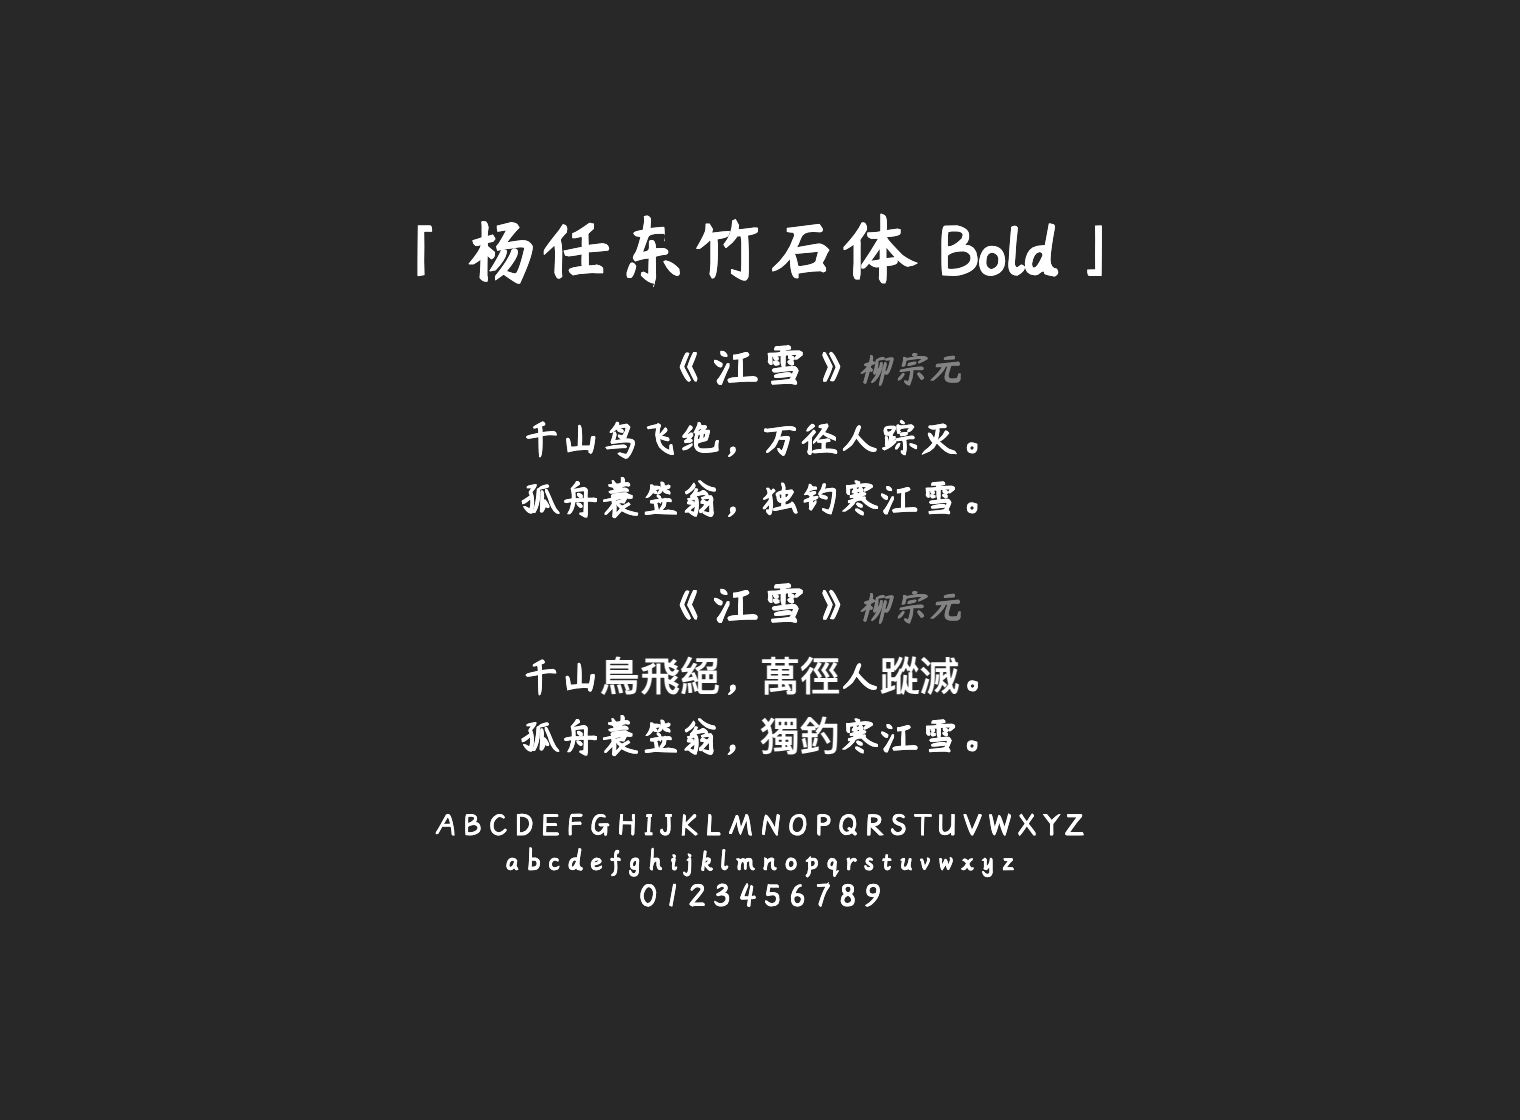 「 杨任东竹石体 Bold 」
《 江雪 》柳宗元
千山鸟飞绝，万径人踪灭。
孤舟蓑笠翁，独钓寒江雪。
《 江雪 》柳宗元
千山鳥飛絕，萬徑人蹤滅。
孤舟蓑笠翁，獨釣寒江雪。
ABCDEFGHIJKLMNOPQRSTUVWXYZ
abcdefghijklmnopqrstuvwxyz
0123456789